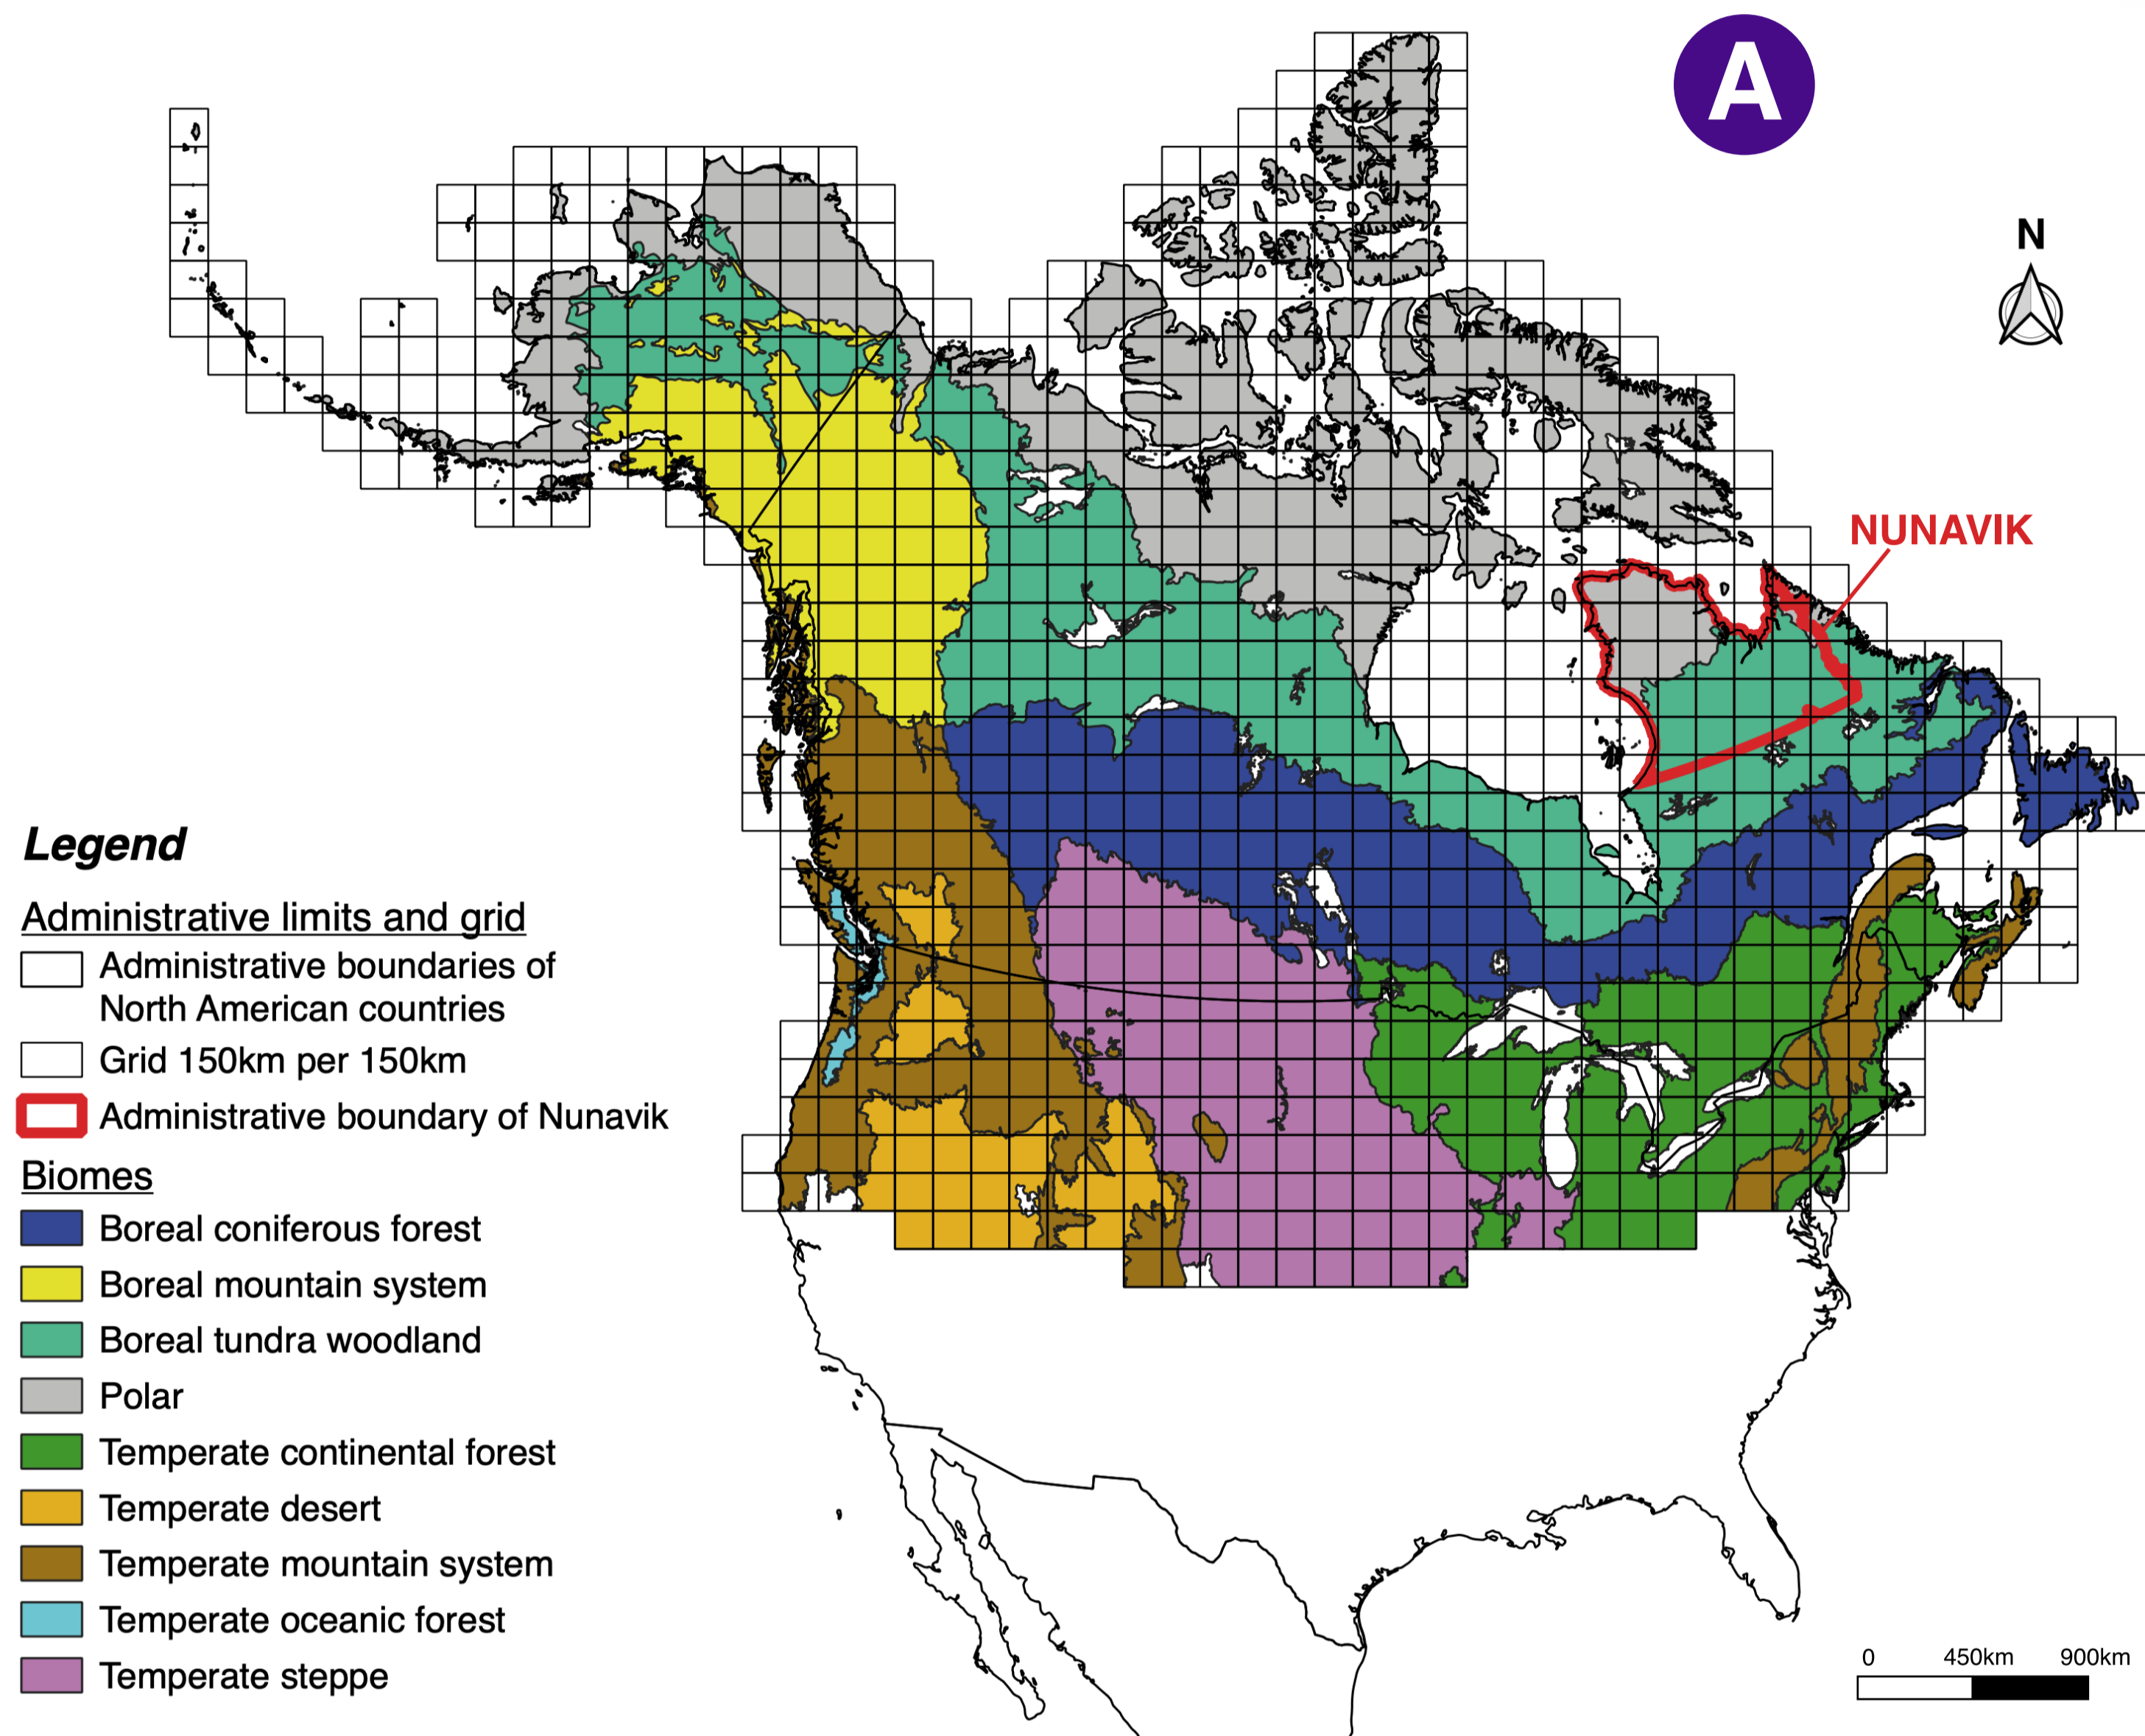 A
N
NUNAVIK
Legend
Administrative limits and grid
Administrative boundaries of
North American countries
Grid 150km per 150km
Administrative boundary of Nunavik
Biomes
Boreal coniferous forest
Boreal mountain system
Boreal tundra woodland
Polar
Temperate continental forest
Temperate desert
Temperate mountain system
Temperate oceanic forest
Temperate steppe
0 450km 900km